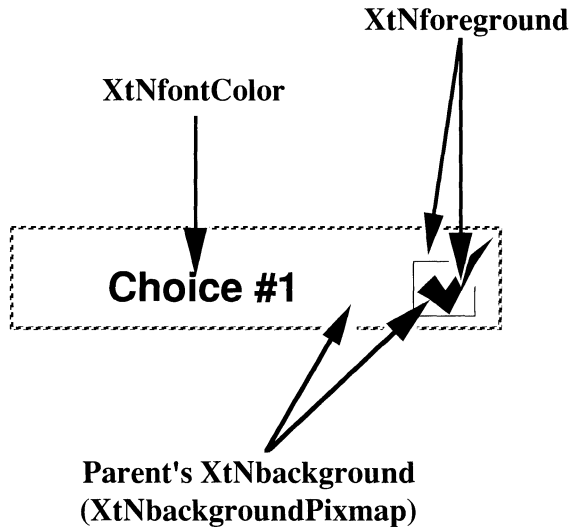 XtNforeground
XtNfontColor
Choice #1
Parent's XtNbackground
(XtNbackgroundPixmap)